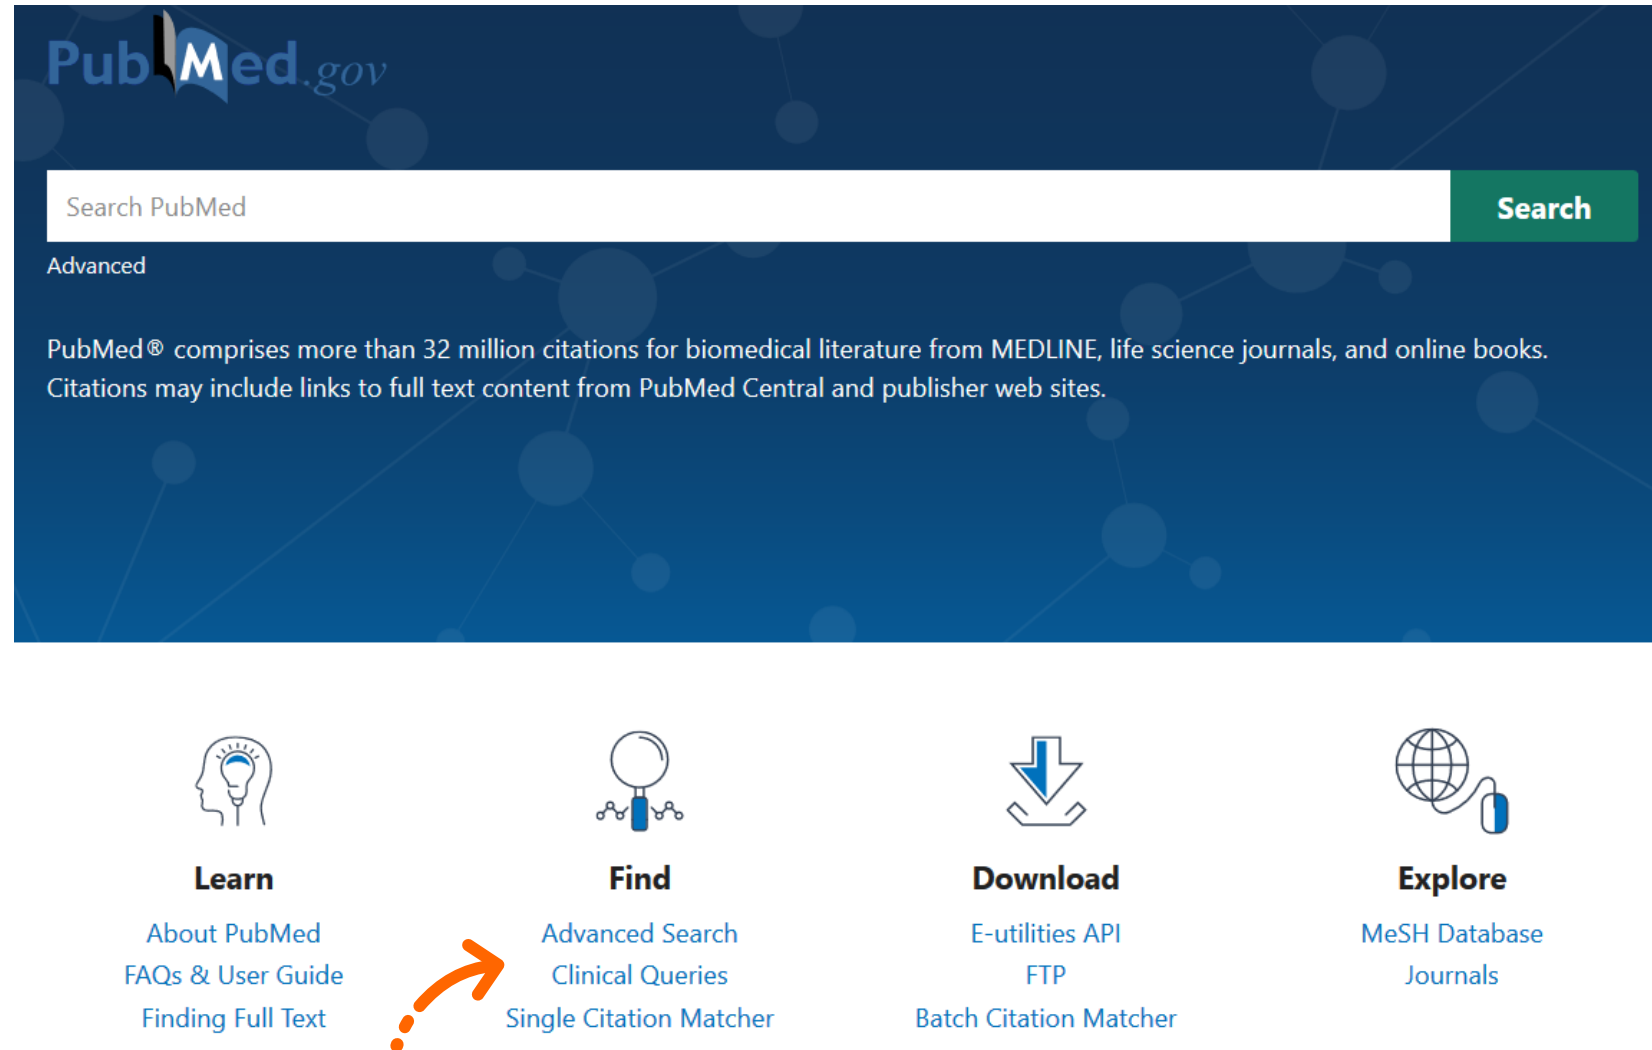 PubMed.gov
Search PubMed
Search
Advanced
PubMed® comprises more than 32 million citations for biomedical literature from MEDLINE, life science journals, and online books.
Citations may include links to full text content from PubMed Central and publisher web sites.
Learn
About PubMed
FAQs & User Guide
Finding Full Text
Find
Advanced Search
Clinical Queries
Single Citation Matcher
Download
E-utilities API
FTP
Batch Citation Matcher
Explore
MeSH Database
Journals